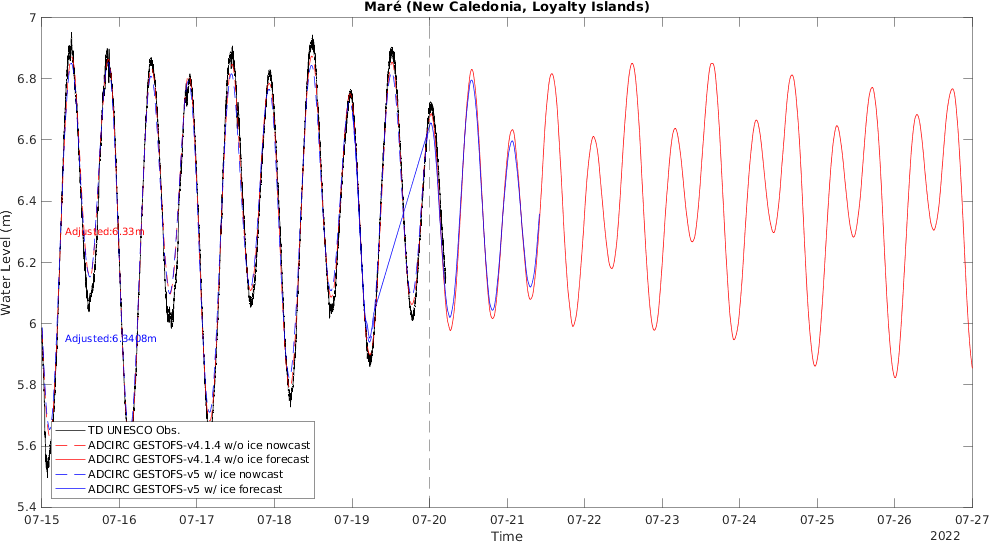 Maré (New Caledonia, Loyalty Islands)
7
6.8
6.6
6.4
6.2
6
5.8
5.6
5.4
Water Level (m)
Adjusted:6.33m
Adjusted:6.3408m
TD UNESCO Obs.
ADCIRC GESTOFS-v4.1.4 w/o ice nowcast
ADCIRC GESTOFS-v4.1.4 w/o ice forecast
ADCIRC GESTOFS-v5 w/ ice nowcast
ADCIRC GESTOFS-v5 w/ ice forecast
07-15 07-16 07-17 07-18 07-19 07-20 07-21 07-22 07-23 07-24 07-25 07-26 07-27
Time
2022